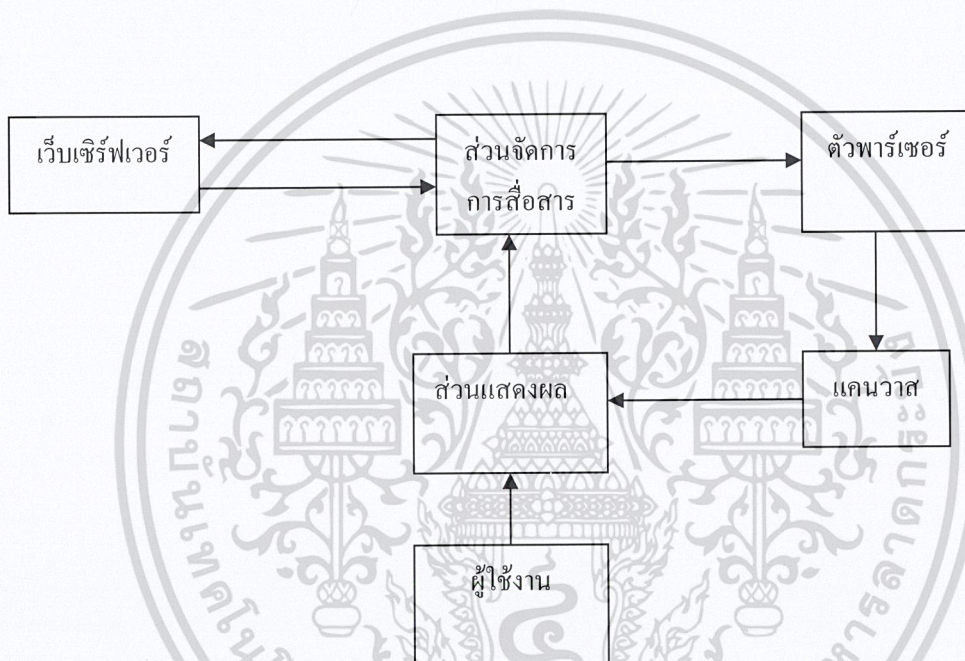 เว็บเซิร์ฟเวอร์
ส่วนจัดการ
การสื่อสาร
ตัวพาร์เซอร์
ส่วนแสดงผล
แคนวาส
ผู้ใช้งาน